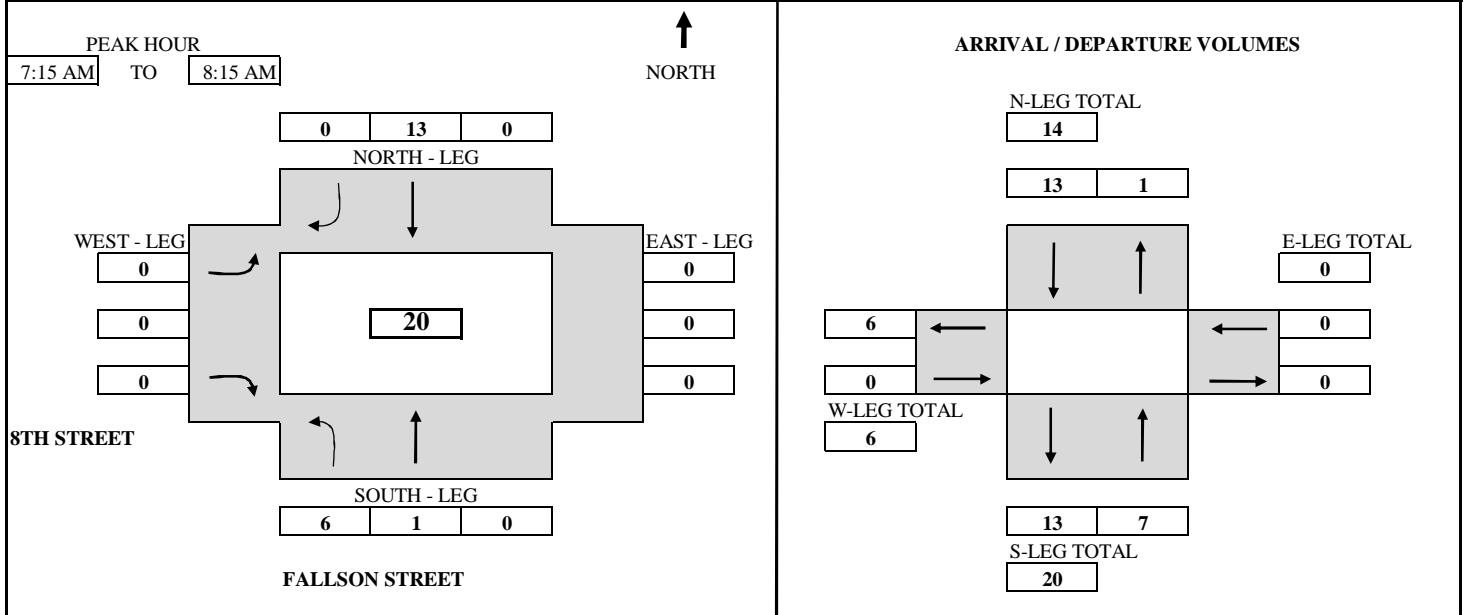 PEAK HOUR
7:15 AM TO 8:15 AM
NORTH
0 13 0
NORTH - LEG
WEST - LEG
EAST - LEG
0
0
20
0
0
0
0
8TH STREET
SOUTH - LEG
6 1 0
FALLSON STREET
ARRIVAL / DEPARTURE VOLUMES
N-LEG TOTAL
14
13 1
E-LEG TOTAL
0
6
0
0
0
W-LEG TOTAL
6
13 7
S-LEG TOTAL
20